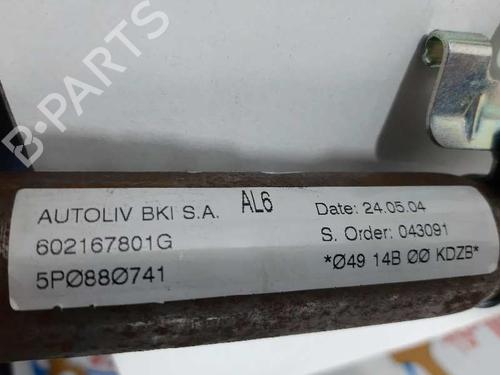 AUTOLIV BKI S.A.
AL6
602167801G
5PØ88Ø741
Date: 24.05.04
S. Order: 043091
*Ø49 14B ØØ KDZB*
B-PARTS